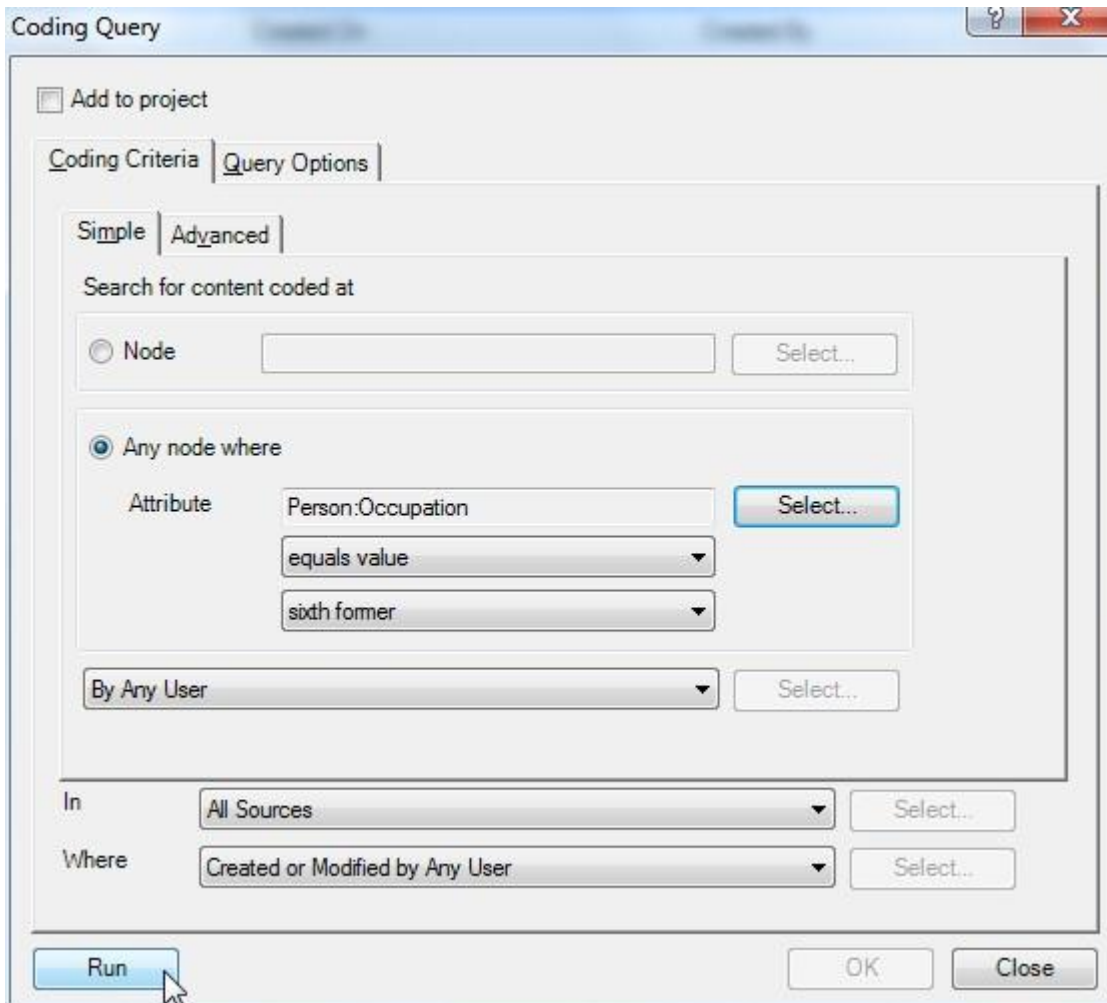 Coding Query
Add to project
Coding Criteria Query Options
Simple Advanced
Search for content coded at
Node Select...
Any node where
Attribute Person:Occupation Select...
equals value
sixth former
By Any User Select...
In All Sources Select...
Where Created or Modified by Any User Select...
Run OK Close